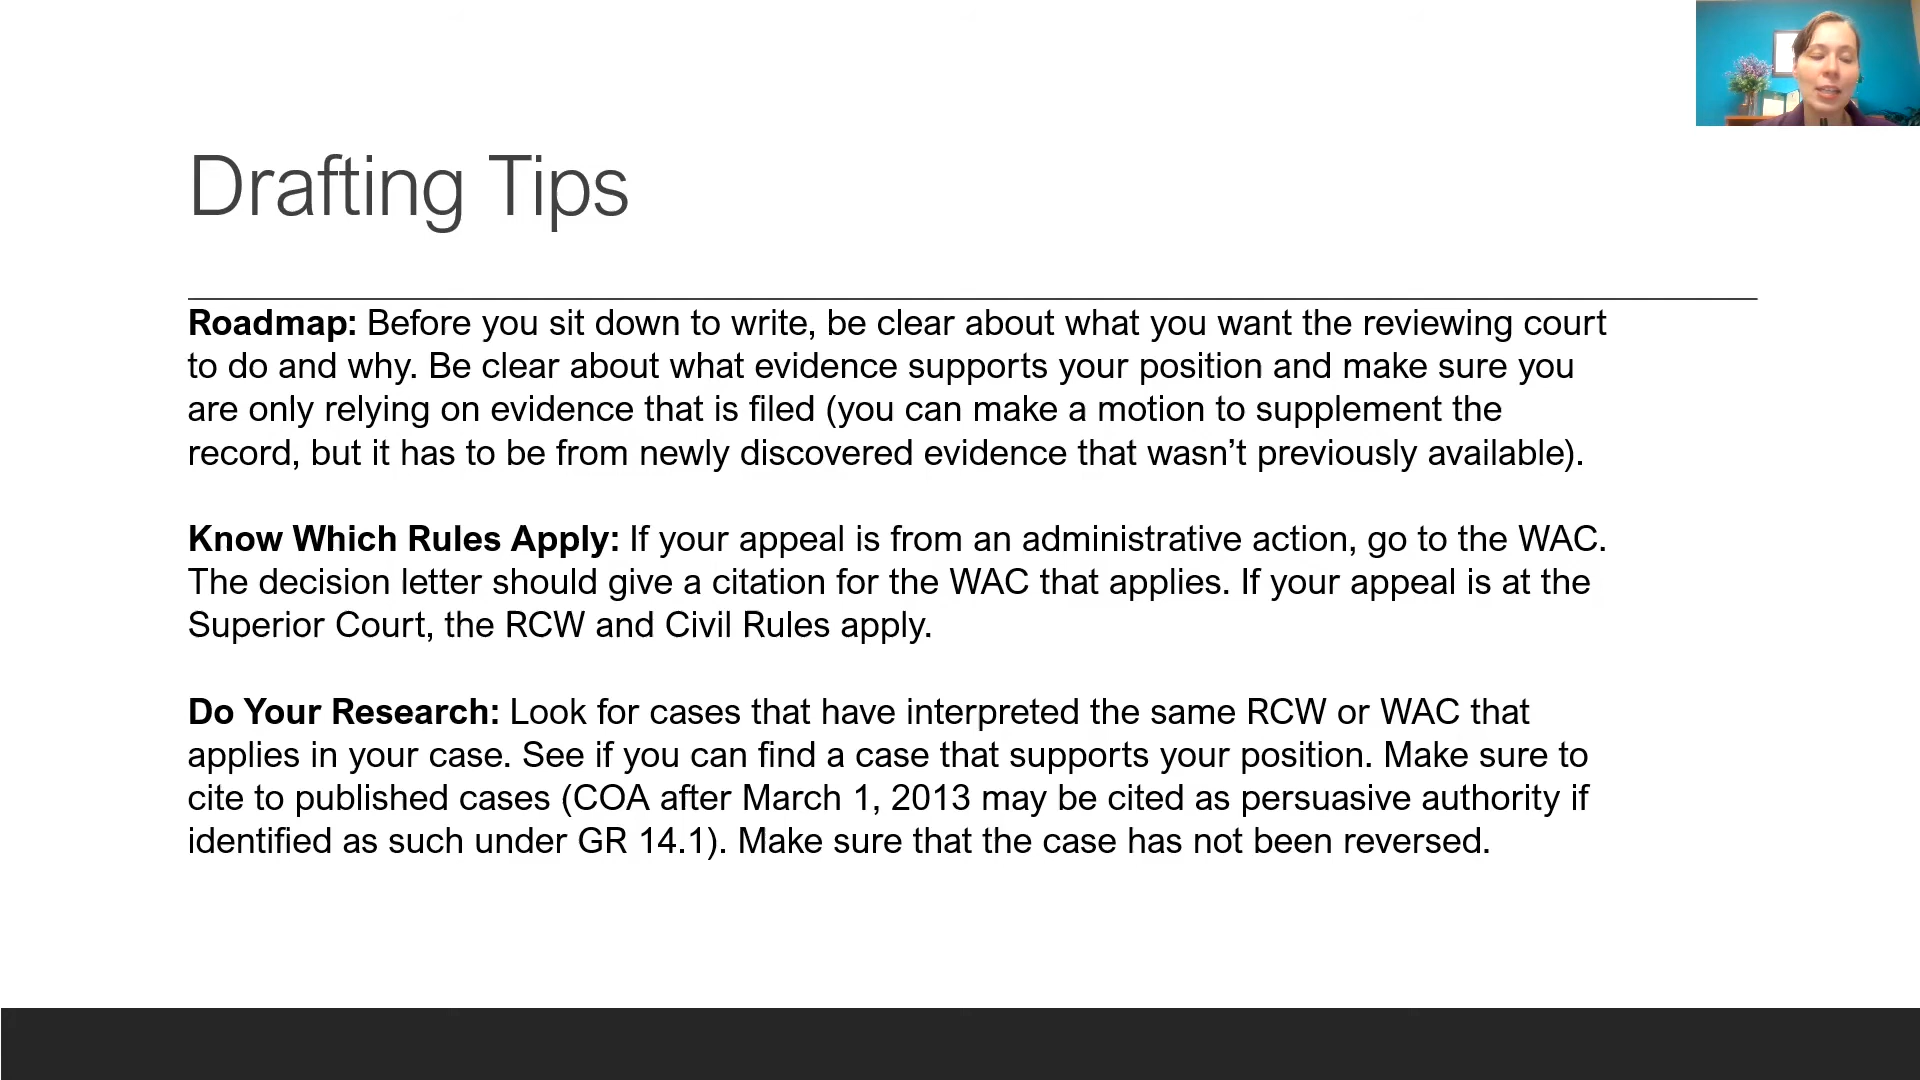 Drafting Tips
Roadmap: Before you sit down to write, be clear about what you want the reviewing court
to do and why. Be clear about what evidence supports your position and make sure you
are only relying on evidence that is filed (you can make a motion to supplement the
record, but it has to be from newly discovered evidence that wasn’t previously available).
Know Which Rules Apply: If your appeal is from an administrative action, go to the WAC.
The decision letter should give a citation for the WAC that applies. If your appeal is at the
Superior Court, the RCW and Civil Rules apply.
Do Your Research: Look for cases that have interpreted the same RCW or WAC that
applies in your case. See if you can find a case that supports your position. Make sure to
cite to published cases (COA after March 1, 2013 may be cited as persuasive authority if
identified as such under GR 14.1). Make sure that the case has not been reversed.